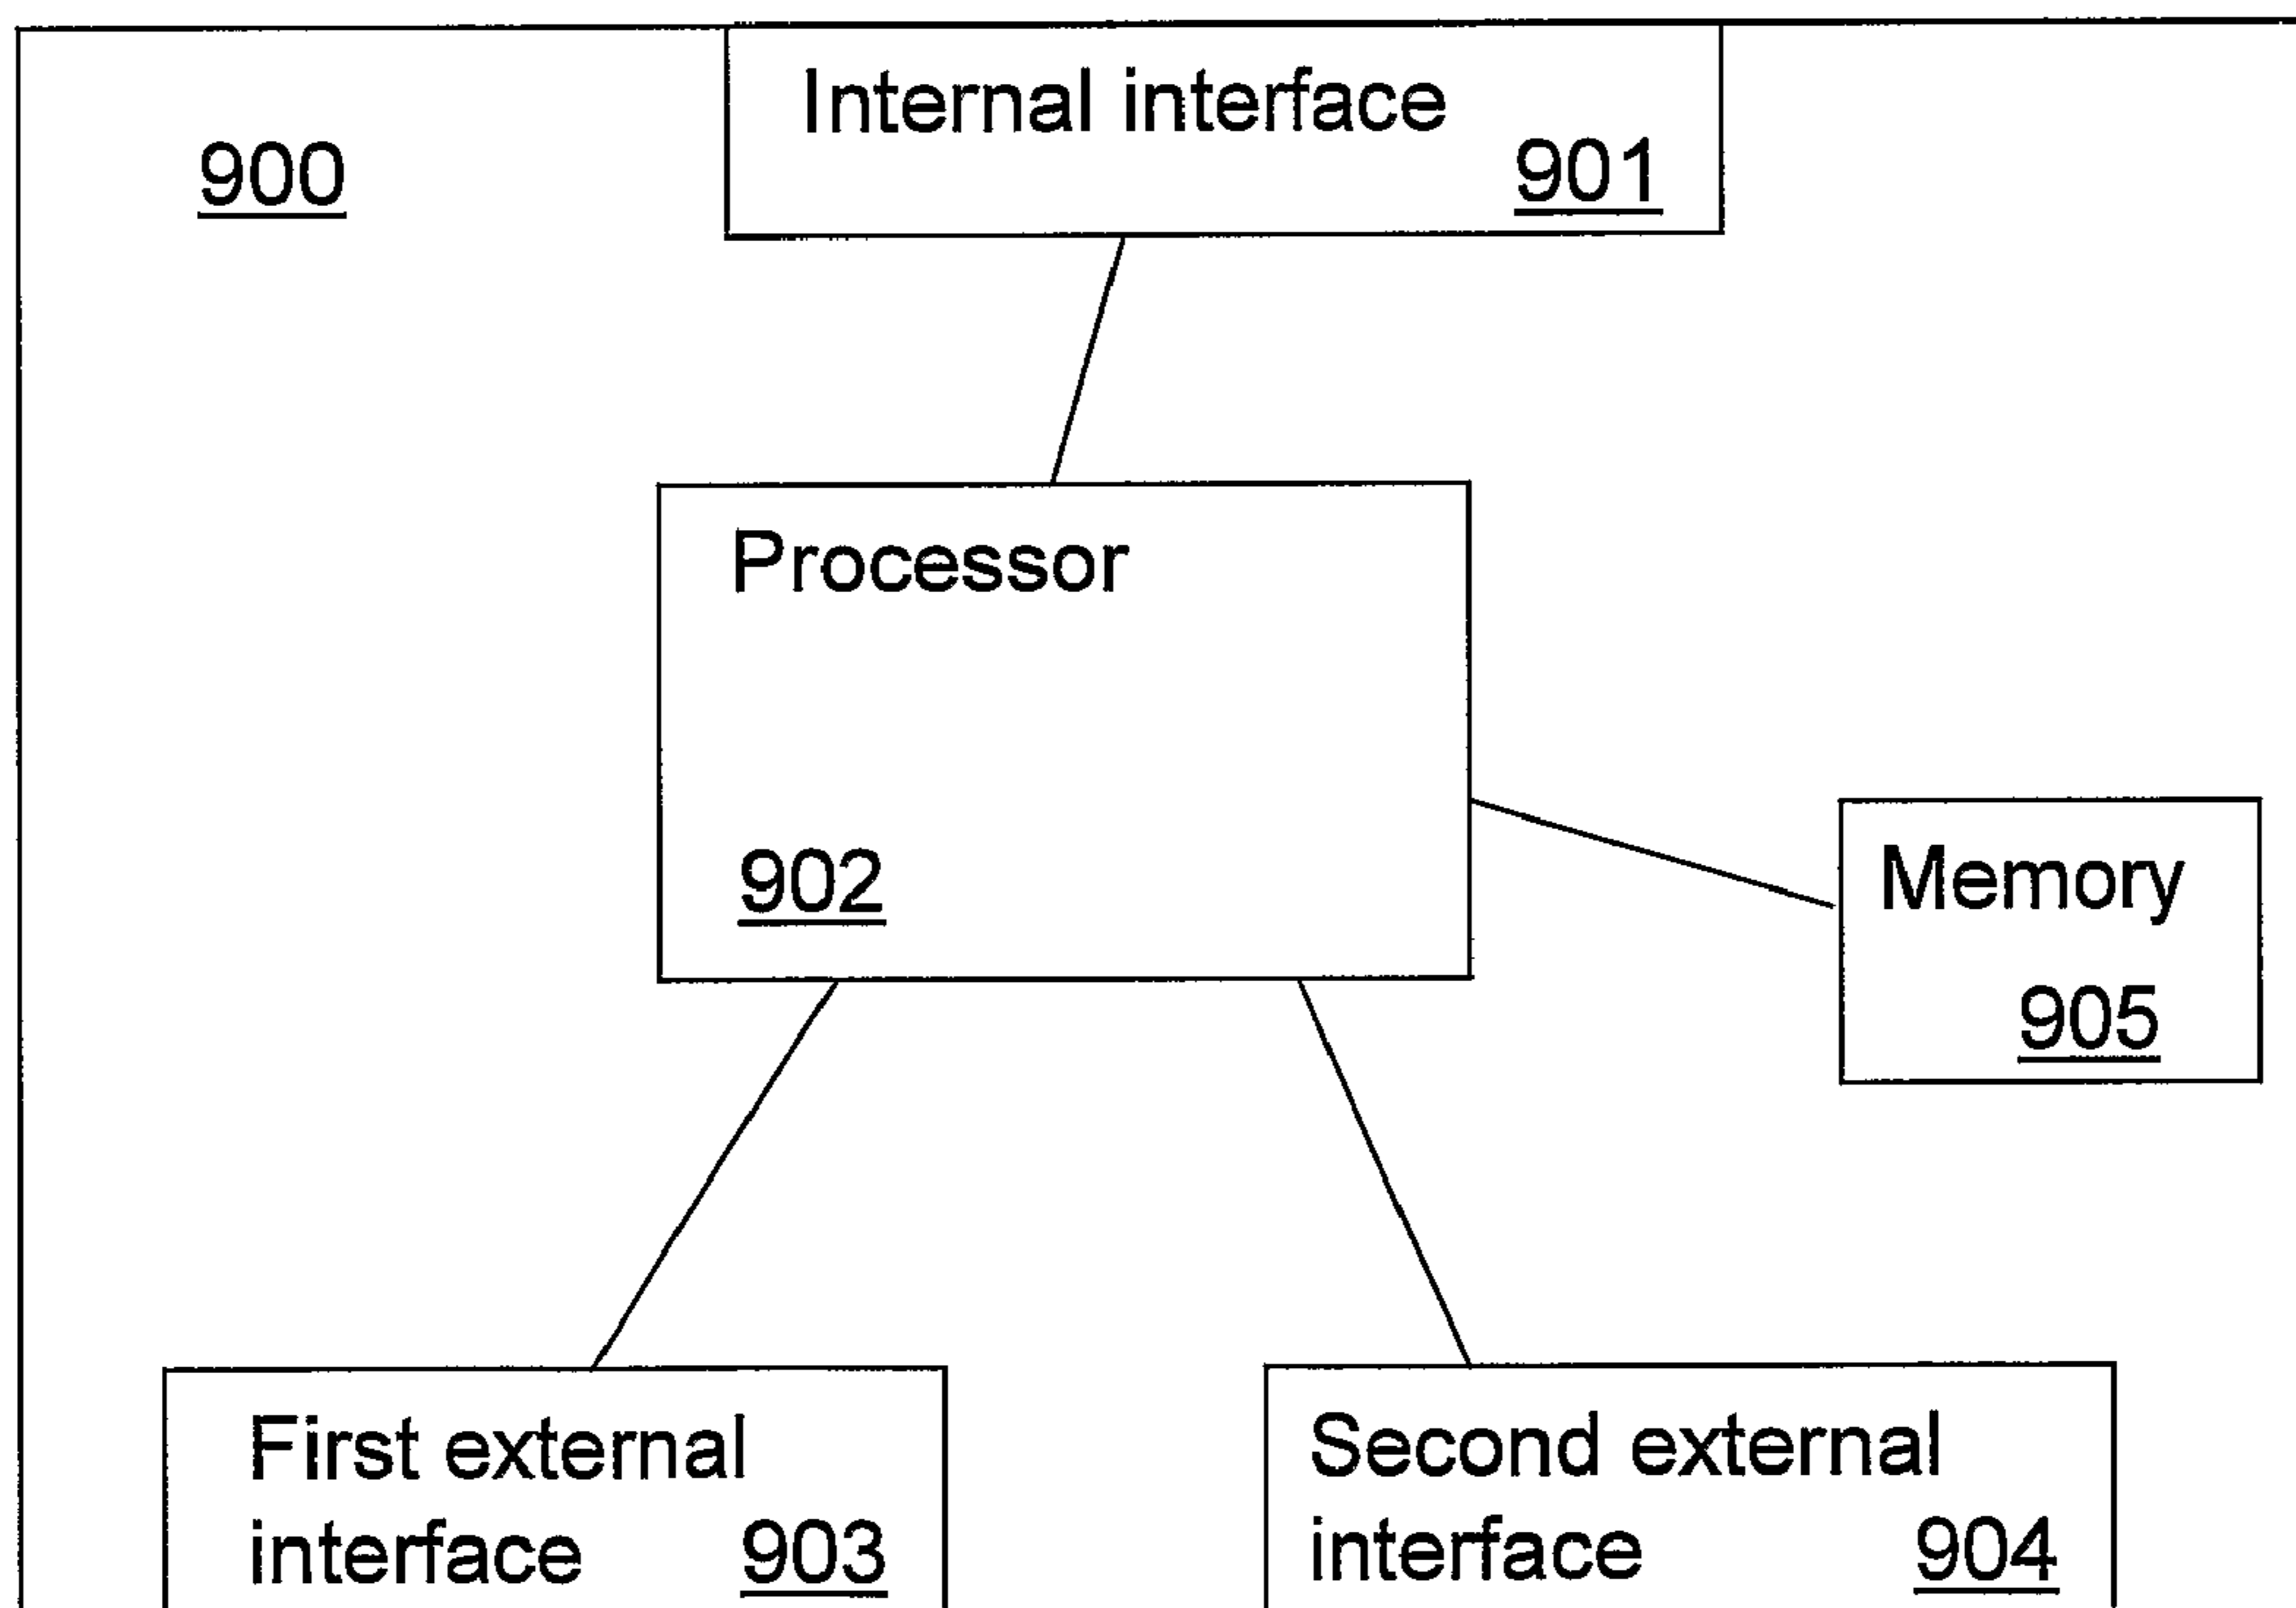 Internal interface
900
901
Processor
902
Memory
905
First external
interface 903
Second external
interface 904